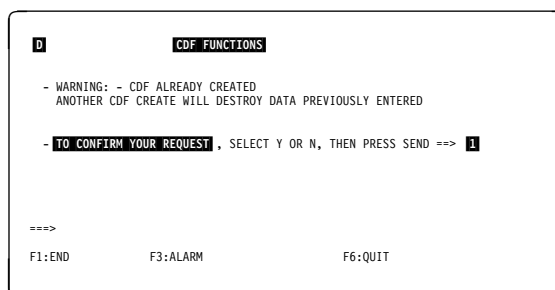 D CDF FUNCTIONS
- WARNING: - CDF ALREADY CREATED
ANOTHER CDF CREATE WILL DESTROY DATA PREVIOUSLY ENTERED
- TO CONFIRM YOUR REQUEST , SELECT Y OR N, THEN PRESS SEND ==> 1
===>
F1:END F3:ALARM F6:QUIT